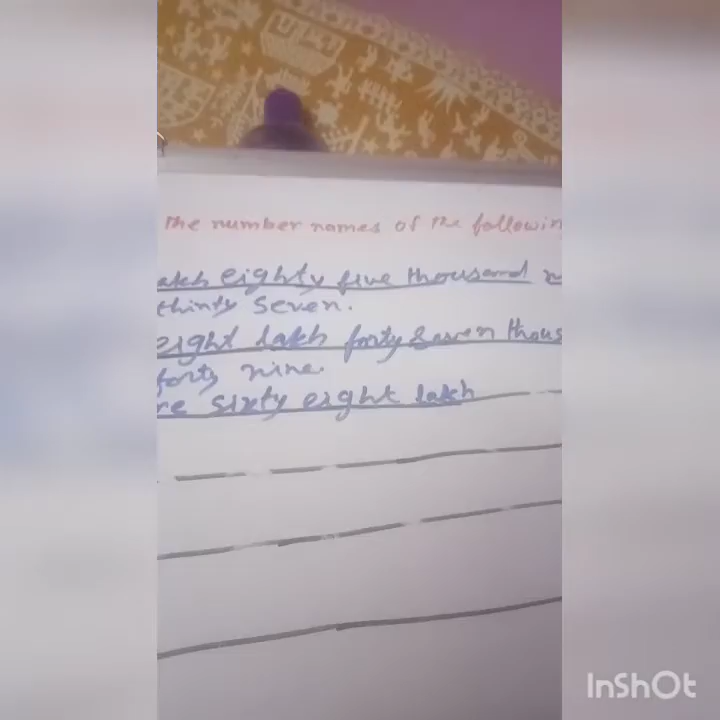 the number names of the followin
akh eighty five thousand
thirty seven.
eight lakh forty seven thous
forty nine.
re sixty eight lakh
InShOt